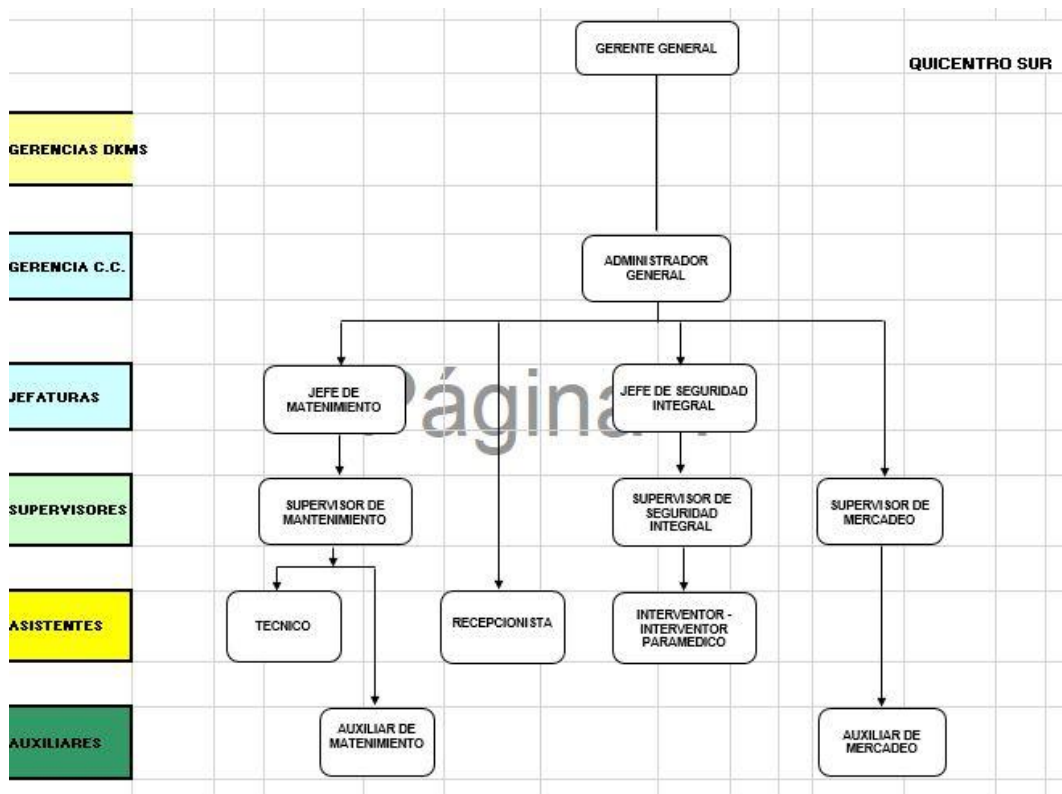 GERENTE GENERAL
QUICENTRO SUR
GERENCIAS DKMS
GERENCIA C.C.
ADMINISTRADOR
GENERAL
JEFATURAS
JEFE DE
MATENIMIENTO
JEFE DE SEGURIDAD
INTEGRAL
Página
SUPERVISORES
SUPERVISOR DE
MANTENIMIENTO
SUPERVISOR DE
SEGURIDAD
INTEGRAL
SUPERVISOR DE
MERCADEO
ASISTENTES
TECNICO
RECEPCIONISTA
INTERVENTOR -
INTERVENTOR
PARAMEDICO
AUXILIARES
AUXILIAR DE
MATENIMIENTO
AUXILIAR DE
MERCADEO